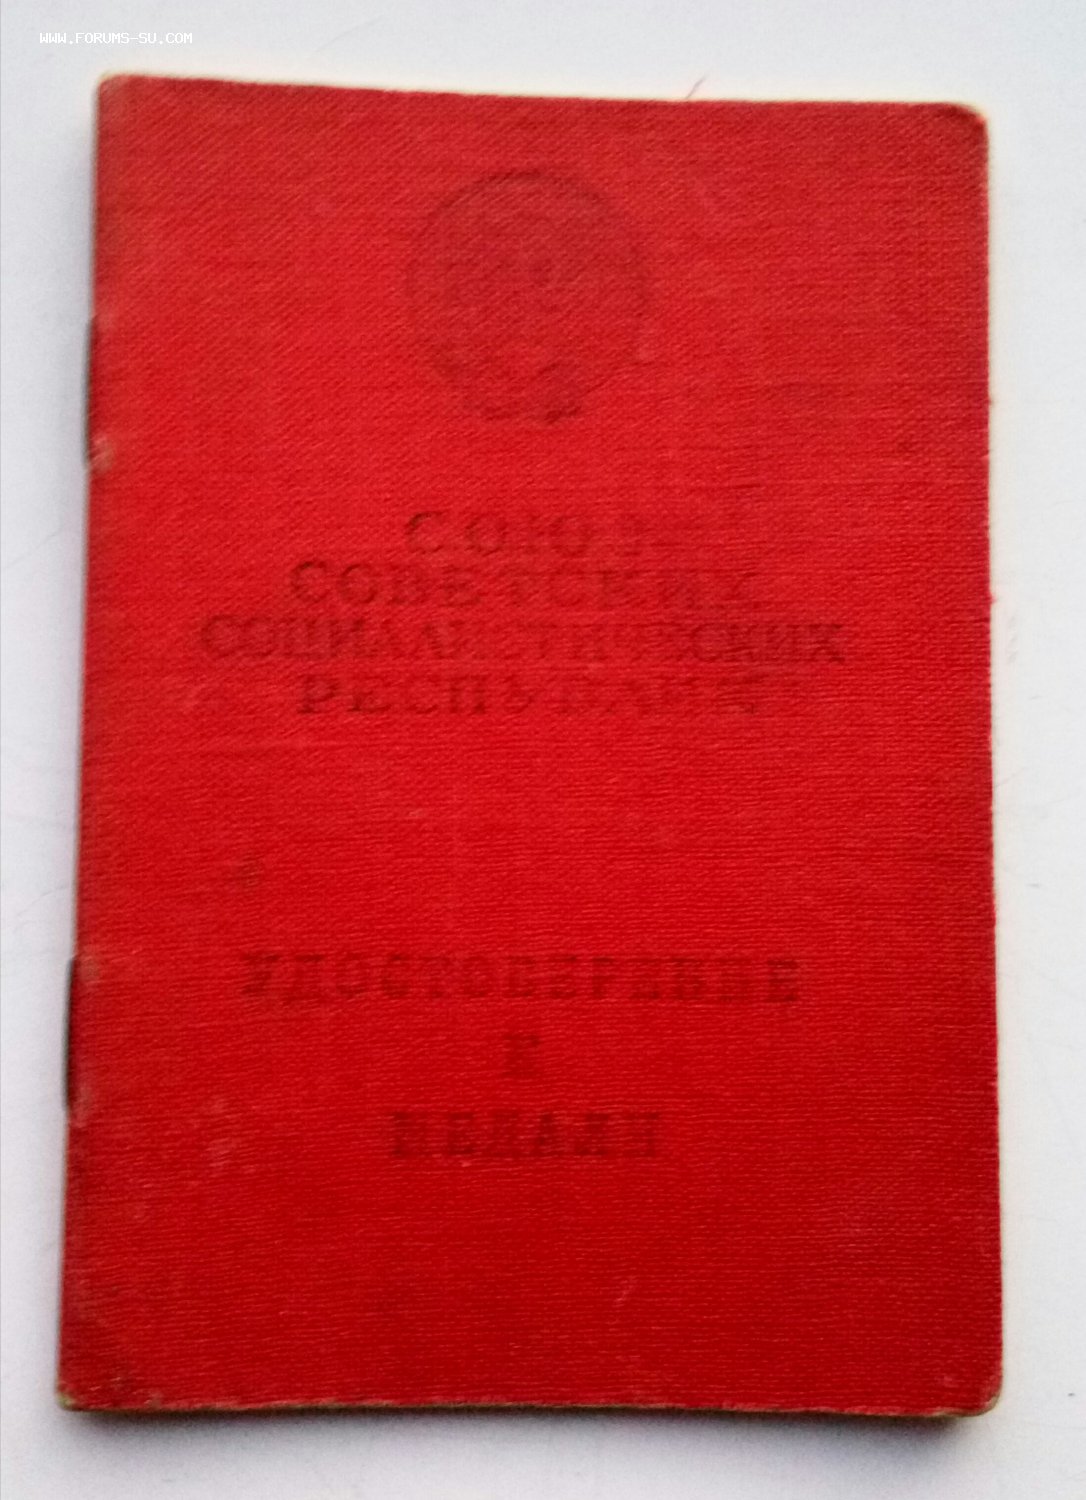 WWW.FORUMS-SU.COM
СОЮЗ
СОВЕТСКИХ
СОЦИАЛИСТИЧЕСКИХ
РЕСПУБЛИК
УДОСТОВЕРЕНИЕ
К
МЕДАЛИ